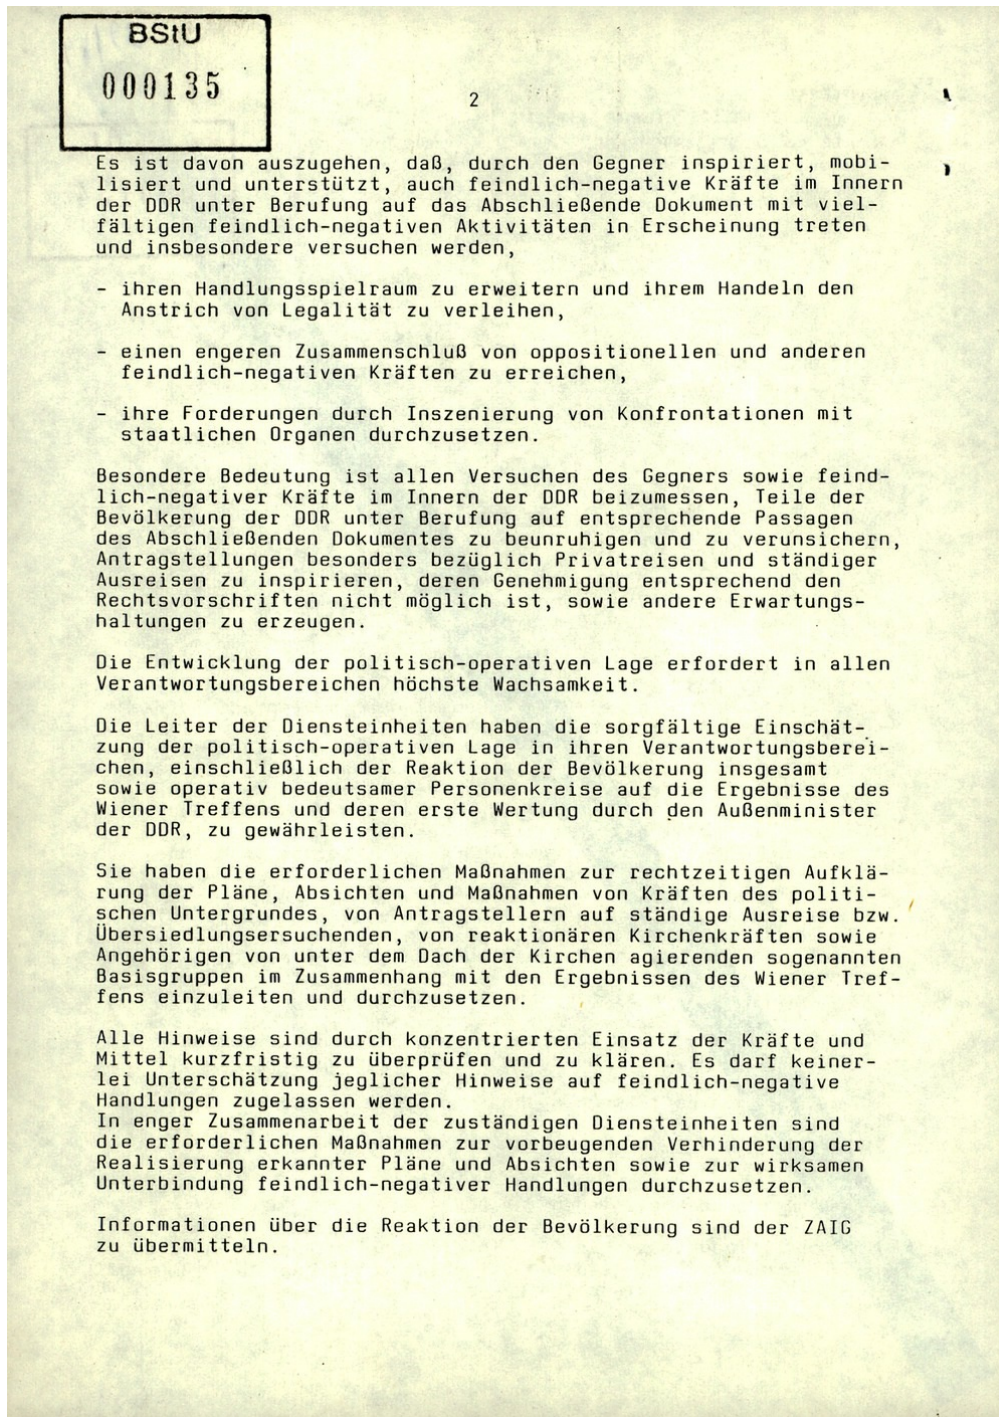 BStU
000135
2
Es ist davon auszugehen, daß, durch den Gegner inspiriert, mobi-
lisiert und unterstützt, auch feindlich-negative Kräfte im Innern
der DDR unter Berufung auf das Abschließende Dokument mit viel-
fältigen feindlich-negativen Aktivitäten in Erscheinung treten
und insbesondere versuchen werden,
- ihren Handlungsspielraum zu erweitern und ihrem Handeln den
Anstrich von Legalität zu verleihen,
- einen engeren Zusammenschluß von oppositionellen und anderen
feindlich-negativen Kräften zu erreichen,
- ihre Forderungen durch Inszenierung von Konfrontationen mit
staatlichen Organen durchzusetzen.
Besondere Bedeutung ist allen Versuchen des Gegners sowie feind-
lich-negativer Kräfte im Innern der DDR beizumessen, Teile der
Bevölkerung der DDR unter Berufung auf entsprechende Passagen
des Abschließenden Dokumentes zu beunruhigen und zu verunsichern,
Antragstellungen besonders bezüglich Privatreisen und ständiger
Ausreisen zu inspirieren, deren Genehmigung entsprechend den
Rechtsvorschriften nicht möglich ist, sowie andere Erwartungs-
haltungen zu erzeugen.
Die Entwicklung der politisch-operativen Lage erfordert in allen
Verantwortungsbereichen höchste Wachsamkeit.
Die Leiter der Diensteinheiten haben die sorgfältige Einschät-
zung der politisch-operativen Lage in ihren Verantwortungsberei-
chen, einschließlich der Reaktion der Bevölkerung insgesamt
sowie operativ bedeutsamer Personenkreise auf die Ergebnisse des
Wiener Treffens und deren erste Wertung durch den Außenminister
der DDR, zu gewährleisten.
Sie haben die erforderlichen Maßnahmen zur rechtzeitigen Aufklä-
rung der Pläne, Absichten und Maßnahmen von Kräften des politi-
schen Untergrundes, von Antragstellern auf ständige Ausreise bzw.
Übersiedlungsersuchenden, von reaktionären Kirchenkräften sowie
Angehörigen von unter dem Dach der Kirchen agierenden sogenannten
Basisgruppen im Zusammenhang mit den Ergebnissen des Wiener Tref-
fens einzuleiten und durchzusetzen.
Alle Hinweise sind durch konzentrierten Einsatz der Kräfte und
Mittel kurzfristig zu überprüfen und zu klären. Es darf keiner-
lei Unterschätzung jeglicher Hinweise auf feindlich-negative
Handlungen zugelassen werden.
In enger Zusammenarbeit der zuständigen Diensteinheiten sind
die erforderlichen Maßnahmen zur vorbeugenden Verhinderung der
Realisierung erkannter Pläne und Absichten sowie zur wirksamen
Unterbindung feindlich-negativer Handlungen durchzusetzen.
Informationen über die Reaktion der Bevölkerung sind der ZAIG
zu übermitteln.